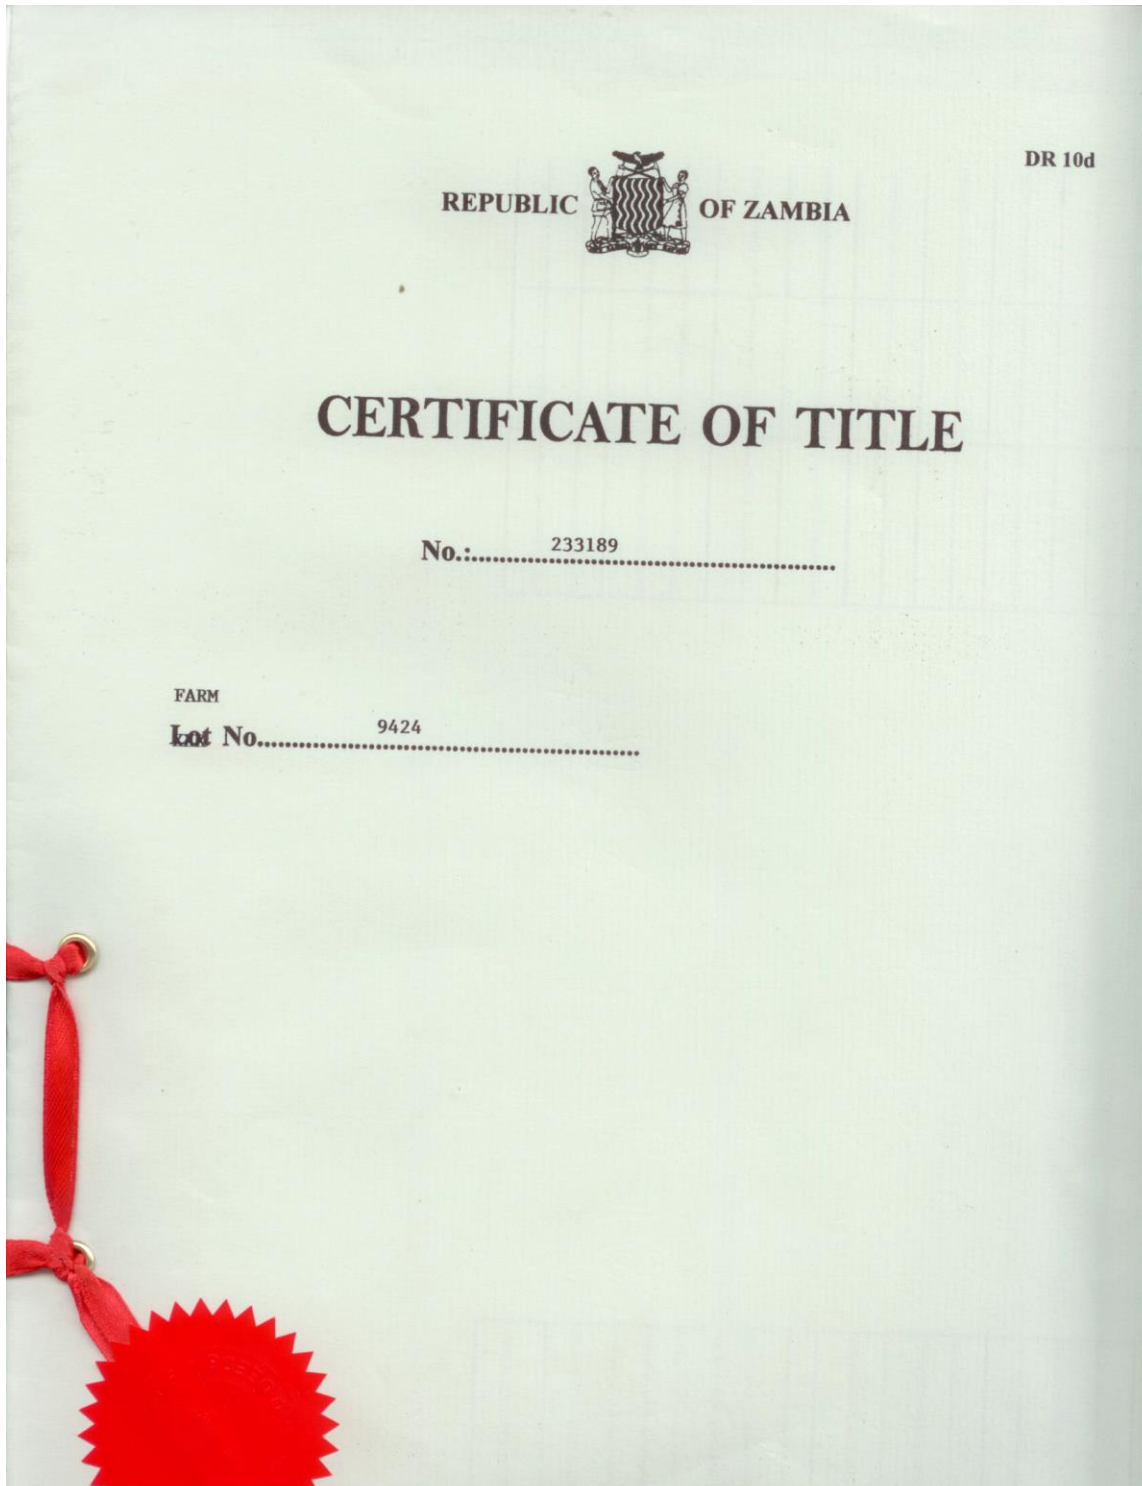 DR 10d
REPUBLIC OF ZAMBIA
CERTIFICATE OF TITLE
No.:..........233189..............................
FARM
Lot No.................9424..............................